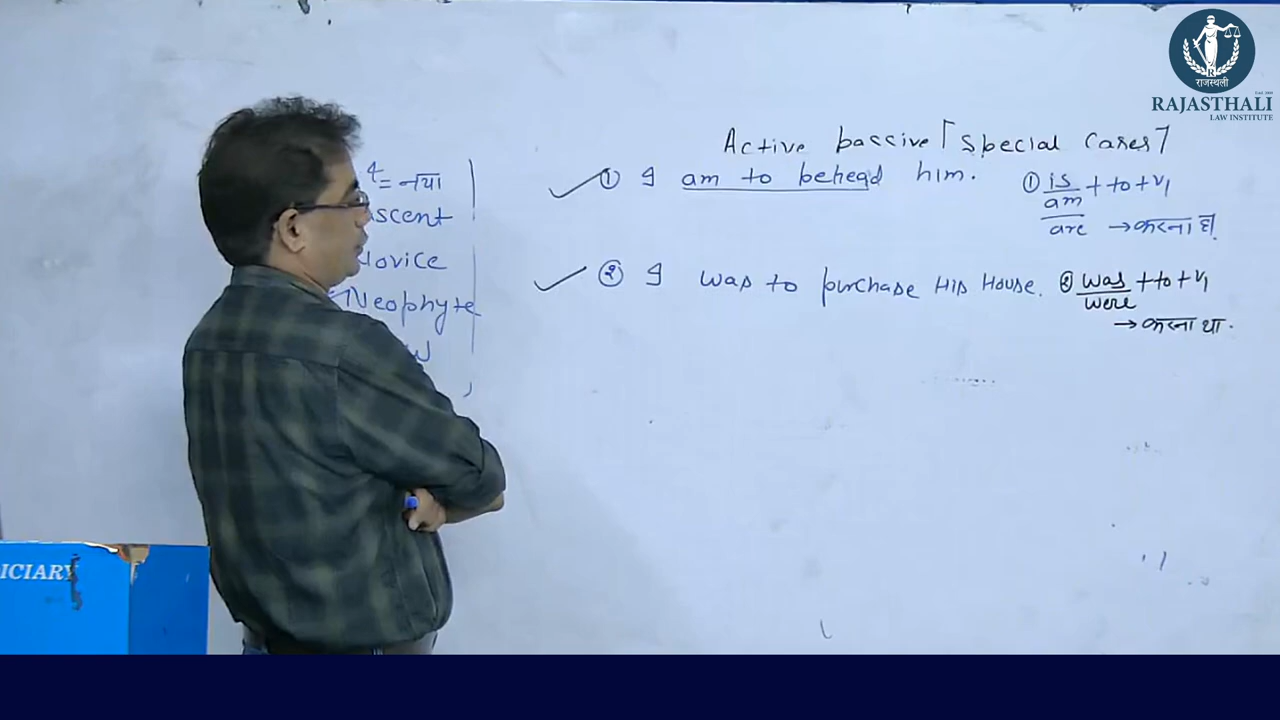 राजस्थली
RAJASTHALI
LAW INSTITUTE
Active passive [special cases]
① I am to behead him.
① is
am + to + v1
are → करना है।
② I was to purchase His House.
② was + to + v1
were
→ करना था.
4 = नया
scent
Novice
Neophyte
ICIARY